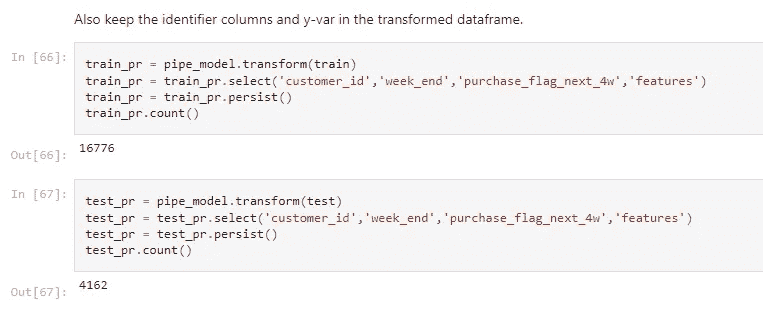 Also keep the identifier columns and y-var in the transformed dataframe.
In [66]:
train_pr = pipe_model.transform(train)
train_pr = train_pr.select('customer_id','week_end','purchase_flag_next_4w','features')
train_pr = train_pr.persist()
train_pr.count()
Out[66]:
16776
In [67]:
test_pr = pipe_model.transform(test)
test_pr = test_pr.select('customer_id','week_end','purchase_flag_next_4w','features')
test_pr = test_pr.persist()
test_pr.count()
Out[67]:
4162